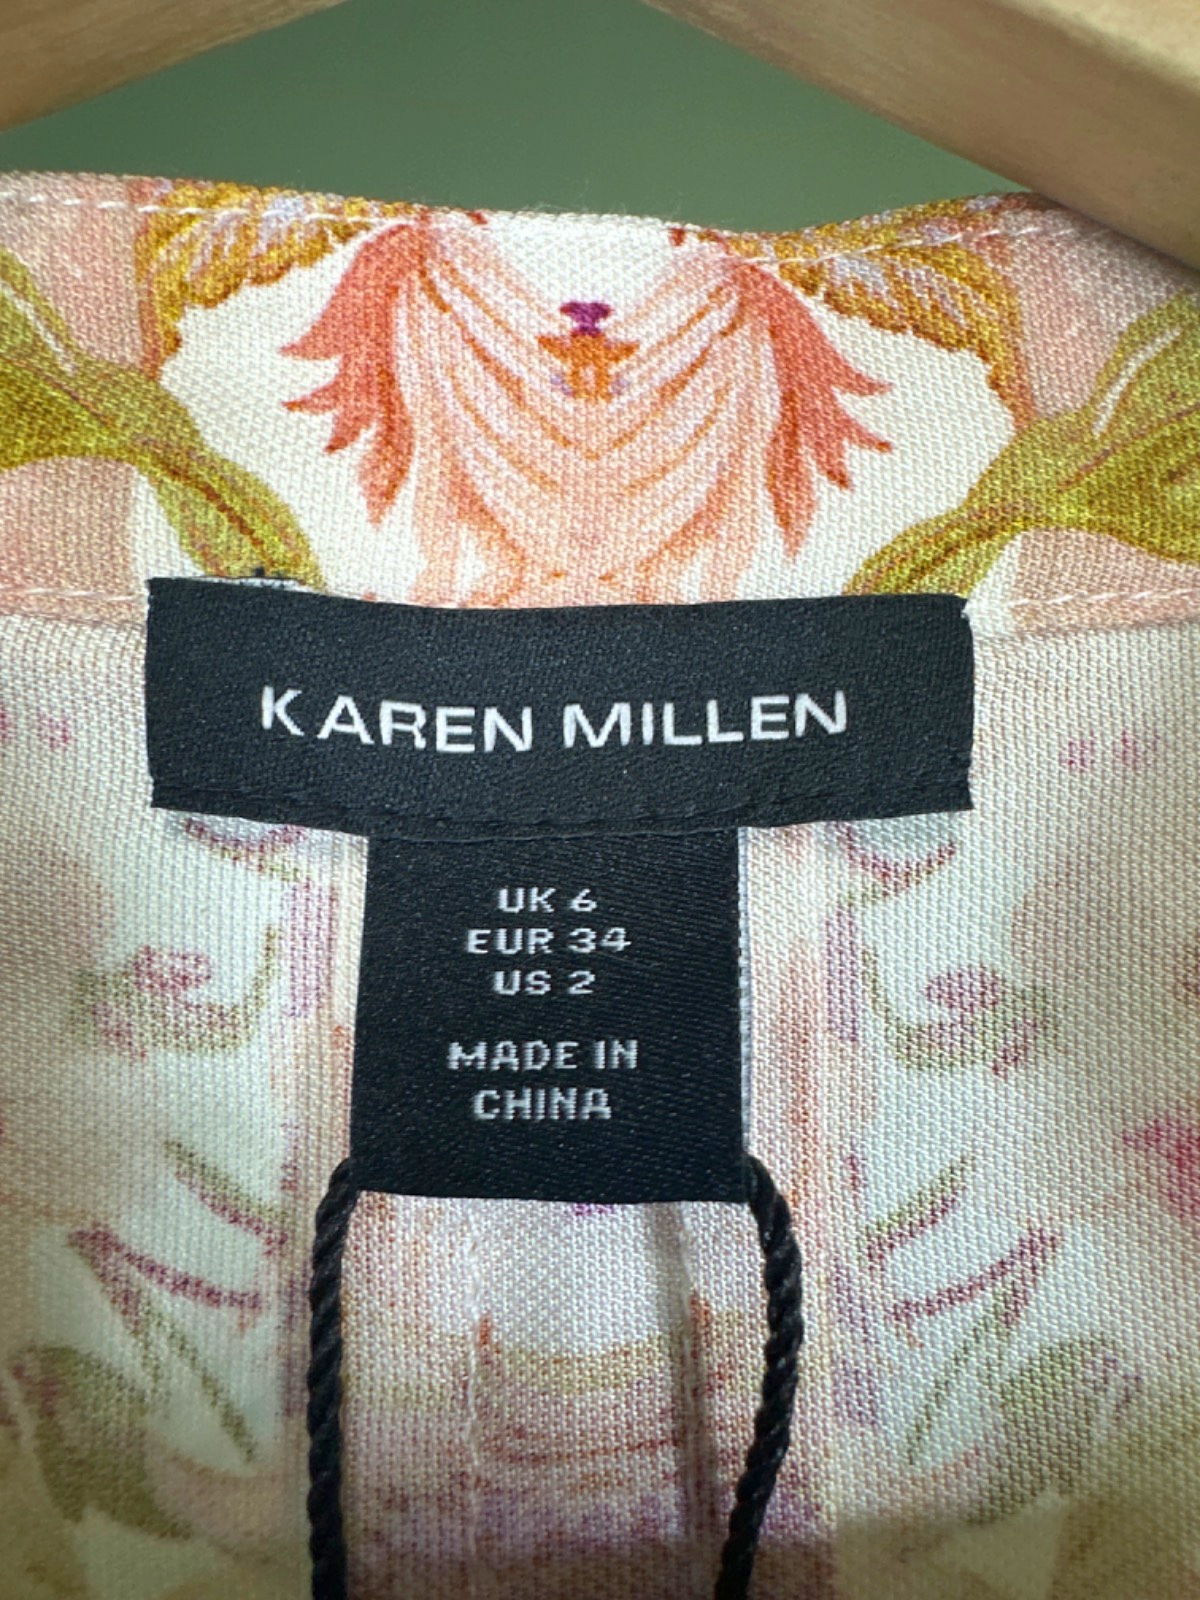 KAREN MILLEN
UK 6
EUR 34
US 2
MADE IN
CHINA